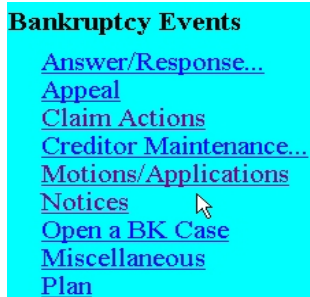 Bankruptcy Events
Answer/Response...
Appeal
Claim Actions
Creditor Maintenance...
Motions/Applications
Notices
Open a BK Case
Miscellaneous
Plan